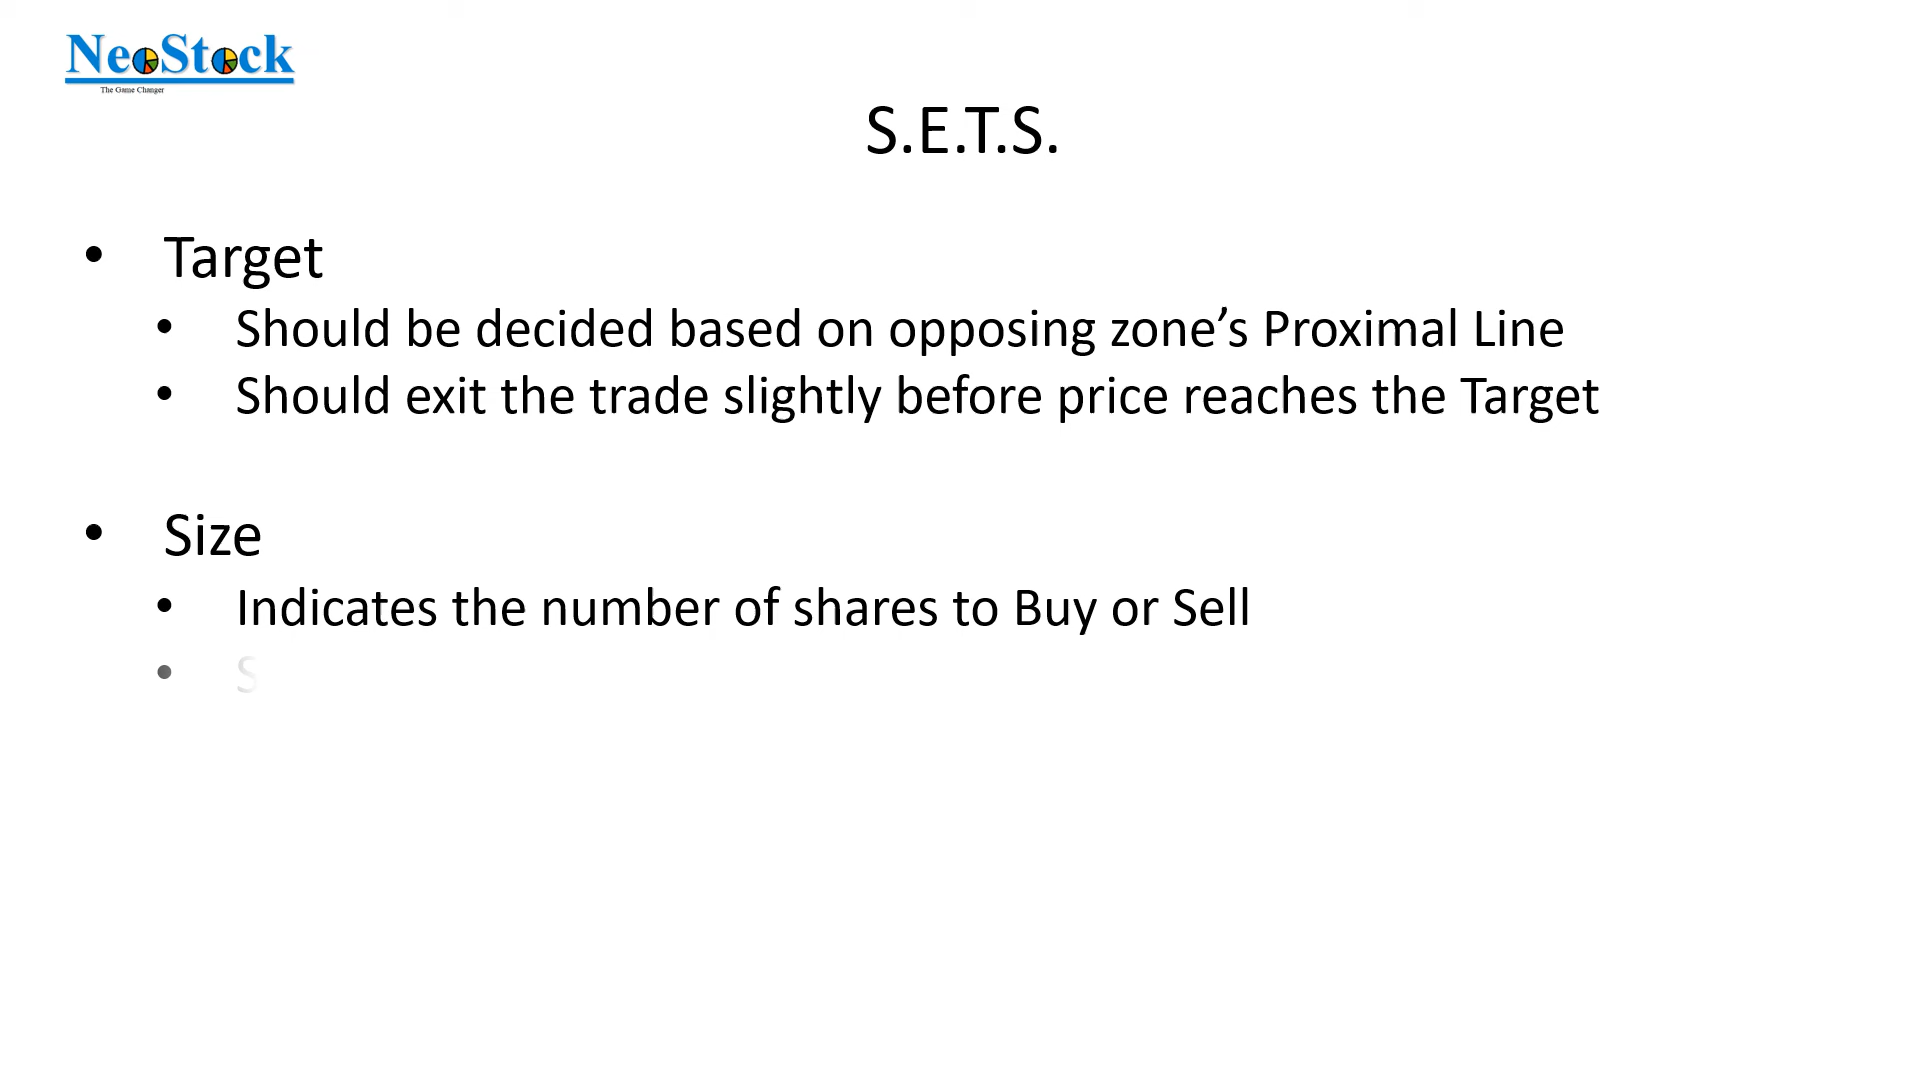 NeoStock
The Game Changer
S.E.T.S.
• Target
• Should be decided based on opposing zone’s Proximal Line
• Should exit the trade slightly before price reaches the Target
• Size
• Indicates the number of shares to Buy or Sell
• S